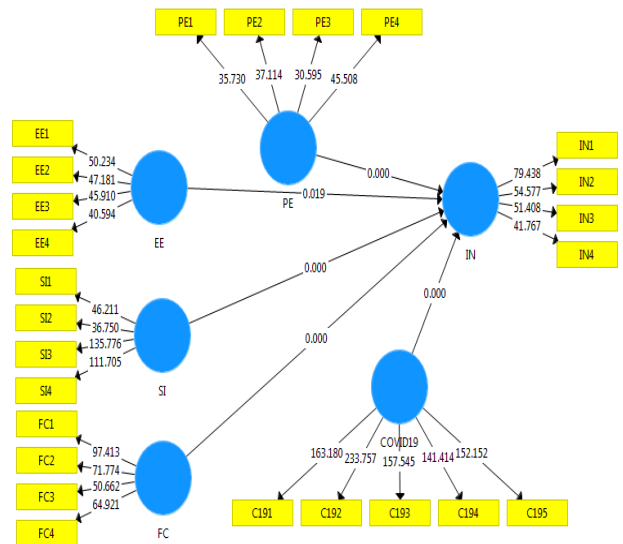 PE1 PE2 PE3 PE4
35.730 37.114 30.595 45.508
EE1
EE2
EE3
EE4
50.234
47.181
45.910
40.594
EE
PE
0.000
0.019
IN1
IN2
IN3
IN4
79.438
54.577
51.408
41.767
IN
SI1
SI2
SI3
SI4
46.211
36.750
135.776
111.705
SI
0.000
0.000
0.000
FC1
FC2
FC3
FC4
97.413
71.774
50.662
64.921
FC
COVID19
163.180 233.757 157.545 141.414 152.152
C191 C192 C193 C194 C195